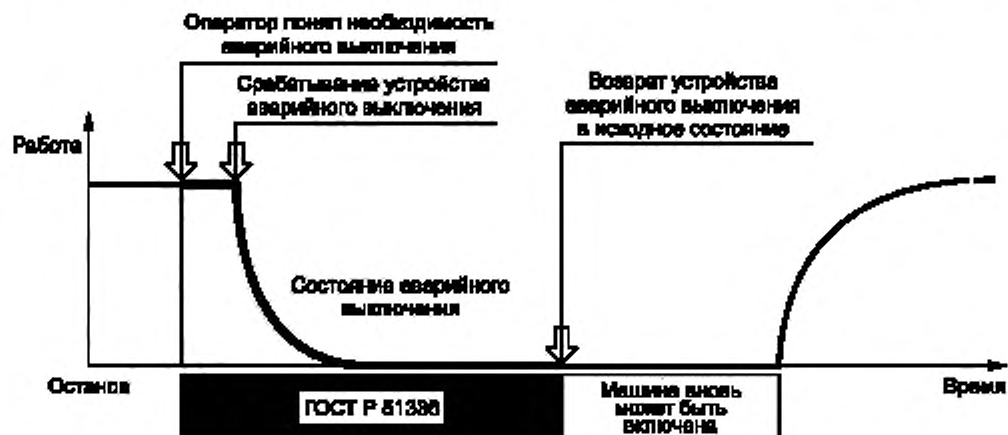 Оператор понял необходимость
аварийного выключения
Срабатывание устройства
аварийного выключения
Возврат устройства
аварийного выключения
в исходное состояние
Работа
Состояние аварийного
выключения
Останов
Время
ГОСТ Р 51336
Машина вновь
может быть
включена